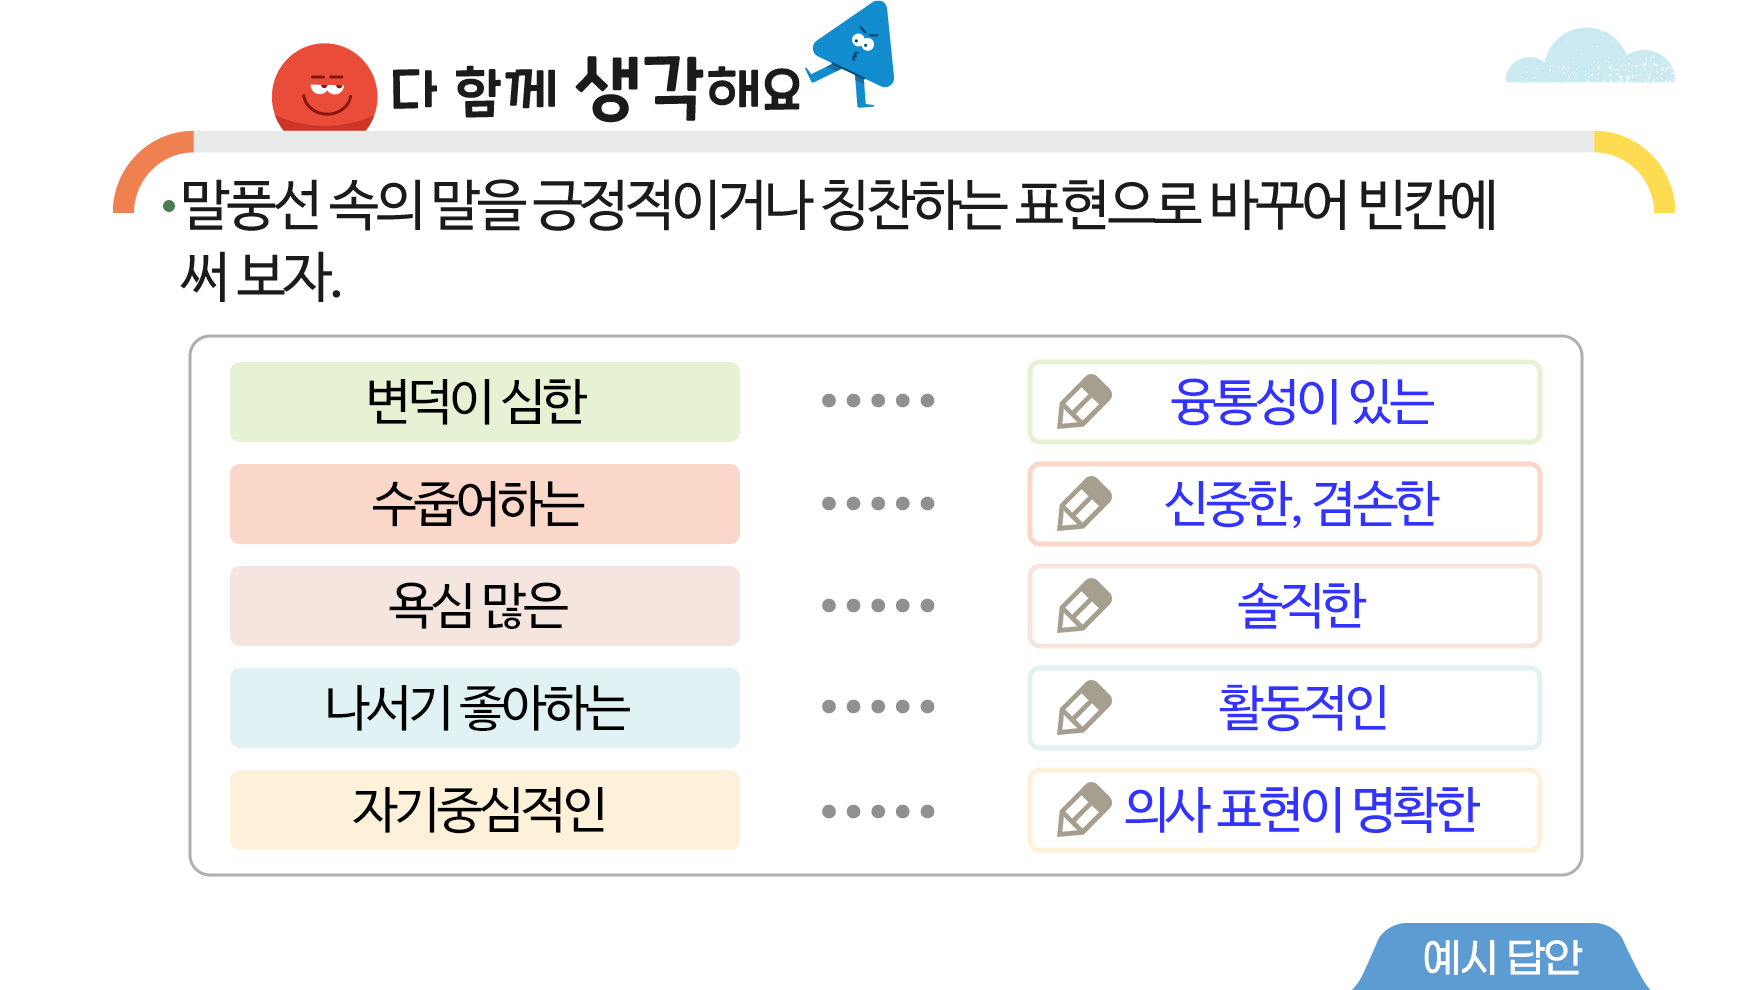 다 함께 생각해요
• 말풍선 속의 말을 긍정적이거나 칭찬하는 표현으로 바꾸어 빈칸에
써 보자.
변덕이 심한 ····· 융통성이 있는
수줍어하는 ····· 신중한, 겸손한
욕심 많은 ····· 솔직한
나서기 좋아하는 ····· 활동적인
자기중심적인 ····· 의사 표현이 명확한
예시 답안